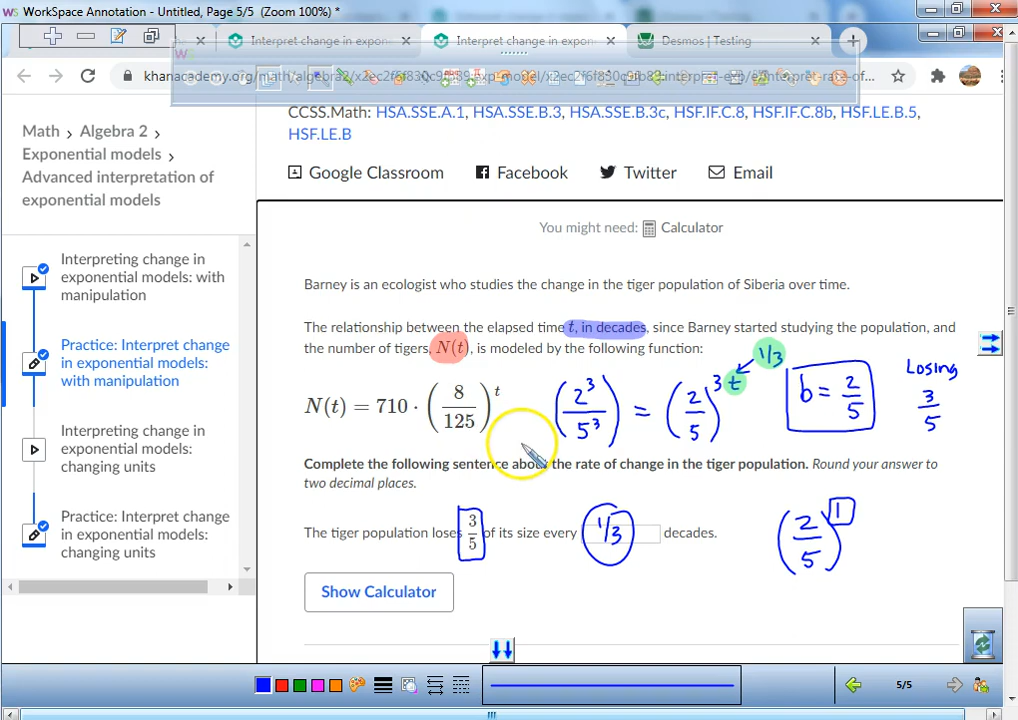 WorkSpace Annotation - Untitled, Page 5/5 (Zoom 100%) *
Interpret change in expon
Interpret change in expon
Desmos | Testing
CCSS.Math: HSA.SSE.A.1, HSA.SSE.B.3, HSA.SSE.B.3c, HSF.IF.C.8, HSF.IF.C.8b, HSF.LE.B.5,
HSF.LE.B
Math > Algebra 2 >
Exponential models >
Advanced interpretation of
exponential models
Google Classroom Facebook Twitter Email
You might need: Calculator
Interpreting change in
exponential models: with
manipulation
Practice: Interpret change
in exponential models:
with manipulation
Interpreting change in
exponential models:
changing units
Practice: Interpret change
in exponential models:
changing units
Barney is an ecologist who studies the change in the tiger population of Siberia over time.
The relationship between the elapsed time t, in decades, since Barney started studying the population, and
the number of tigers, N(t), is modeled by the following function:
N(t) = 710 · (8/125)^t
(2^3/5^3) = (2/5)^3t
1/3
b = 2/5
Losing
3/5
Complete the following sentence about the rate of change in the tiger population. Round your answer to
two decimal places.
The tiger population loses 3/5 of its size every 1/3 decades.
(2/5)^1
Show Calculator
5/5